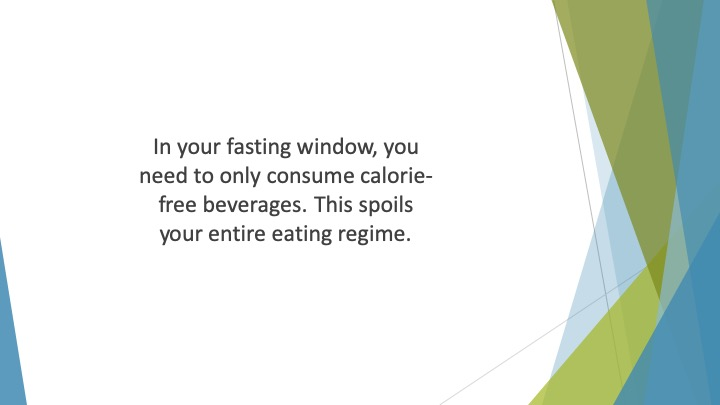 In your fasting window, you
need to only consume calorie-
free beverages. This spoils
your entire eating regime.